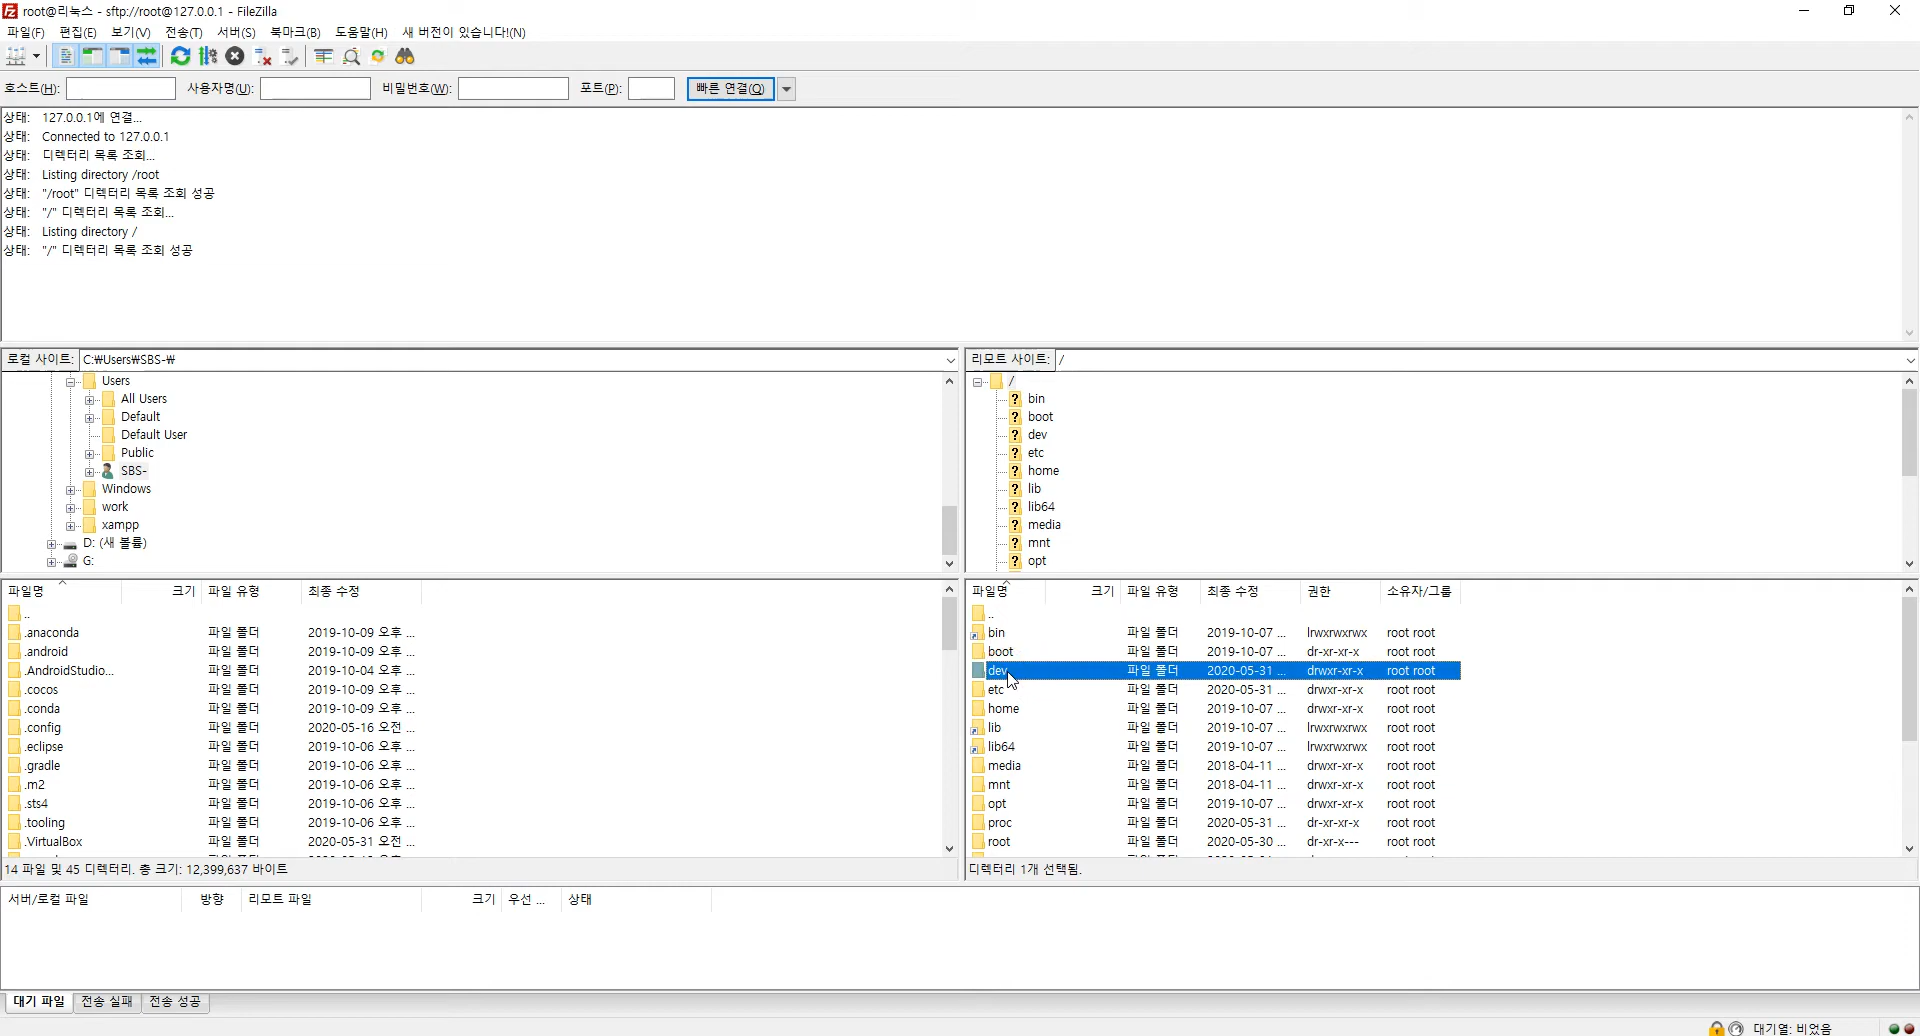 root@리눅스 - sftp://root@127.0.0.1 - FileZilla
파일(F) 편집(E) 보기(V) 전송(T) 서버(S) 북마크(B) 도움말(H) 새 버전이 있습니다!(N)
호스트(H): 사용자명(U): 비밀번호(W): 포트(P): 빠른 연결(Q)
상태: 127.0.0.1에 연결...
상태: Connected to 127.0.0.1
상태: 디렉터리 목록 조회...
상태: Listing directory /root
상태: "/root" 디렉터리 목록 조회 성공
상태: "/" 디렉터리 목록 조회...
상태: Listing directory /
상태: "/" 디렉터리 목록 조회 성공
로컬 사이트: C:₩Users₩SBS-₩
Users
All Users
Default
Default User
Public
SBS-
Windows
work
xampp
D: (새 볼륨)
G:
파일명 크기 파일 유형 최종 수정
..
.anaconda 파일 폴더 2019-10-09 오후 ...
.android 파일 폴더 2019-10-09 오후 ...
.AndroidStudio... 파일 폴더 2019-10-04 오후 ...
.cocos 파일 폴더 2019-10-09 오후 ...
.conda 파일 폴더 2019-10-09 오후 ...
.config 파일 폴더 2020-05-16 오전 ...
.eclipse 파일 폴더 2019-10-06 오후 ...
.gradle 파일 폴더 2019-10-06 오후 ...
.m2 파일 폴더 2019-10-06 오후 ...
.sts4 파일 폴더 2019-10-06 오후 ...
.tooling 파일 폴더 2019-10-06 오후 ...
.VirtualBox 파일 폴더 2020-05-31 오전 ...
14 파일 및 45 디렉터리. 총 크기: 12,399,637 바이트
리모트 사이트: /
/
bin
boot
dev
etc
home
lib
lib64
media
mnt
opt
파일명 크기 파일 유형 최종 수정 권한 소유자/그룹
..
bin 파일 폴더 2019-10-07 ... lrwxrwxrwx root root
boot 파일 폴더 2019-10-07 ... dr-xr-xr-x root root
dev 파일 폴더 2020-05-31 ... drwxr-xr-x root root
etc 파일 폴더 2020-05-31 ... drwxr-xr-x root root
home 파일 폴더 2019-10-07 ... drwxr-xr-x root root
lib 파일 폴더 2019-10-07 ... lrwxrwxrwx root root
lib64 파일 폴더 2019-10-07 ... lrwxrwxrwx root root
media 파일 폴더 2018-04-11 ... drwxr-xr-x root root
mnt 파일 폴더 2018-04-11 ... drwxr-xr-x root root
opt 파일 폴더 2019-10-07 ... drwxr-xr-x root root
proc 파일 폴더 2020-05-31 ... dr-xr-xr-x root root
root 파일 폴더 2020-05-30 ... dr-xr-x--- root root
디렉터리 1개 선택됨.
서버/로컬 파일 방향 리모트 파일 크기 우선 ... 상태
대기 파일 전송 실패 전송 성공
대기열: 비었음